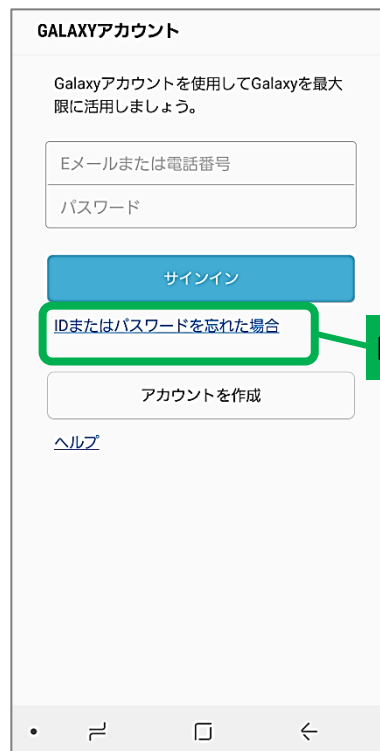 GALAXYアカウント
Galaxyアカウントを使用してGalaxyを最大
限に活用しましょう。
Eメールまたは電話番号
パスワード
サインイン
IDまたはパスワードを忘れた場合
アカウントを作成
ヘルプ